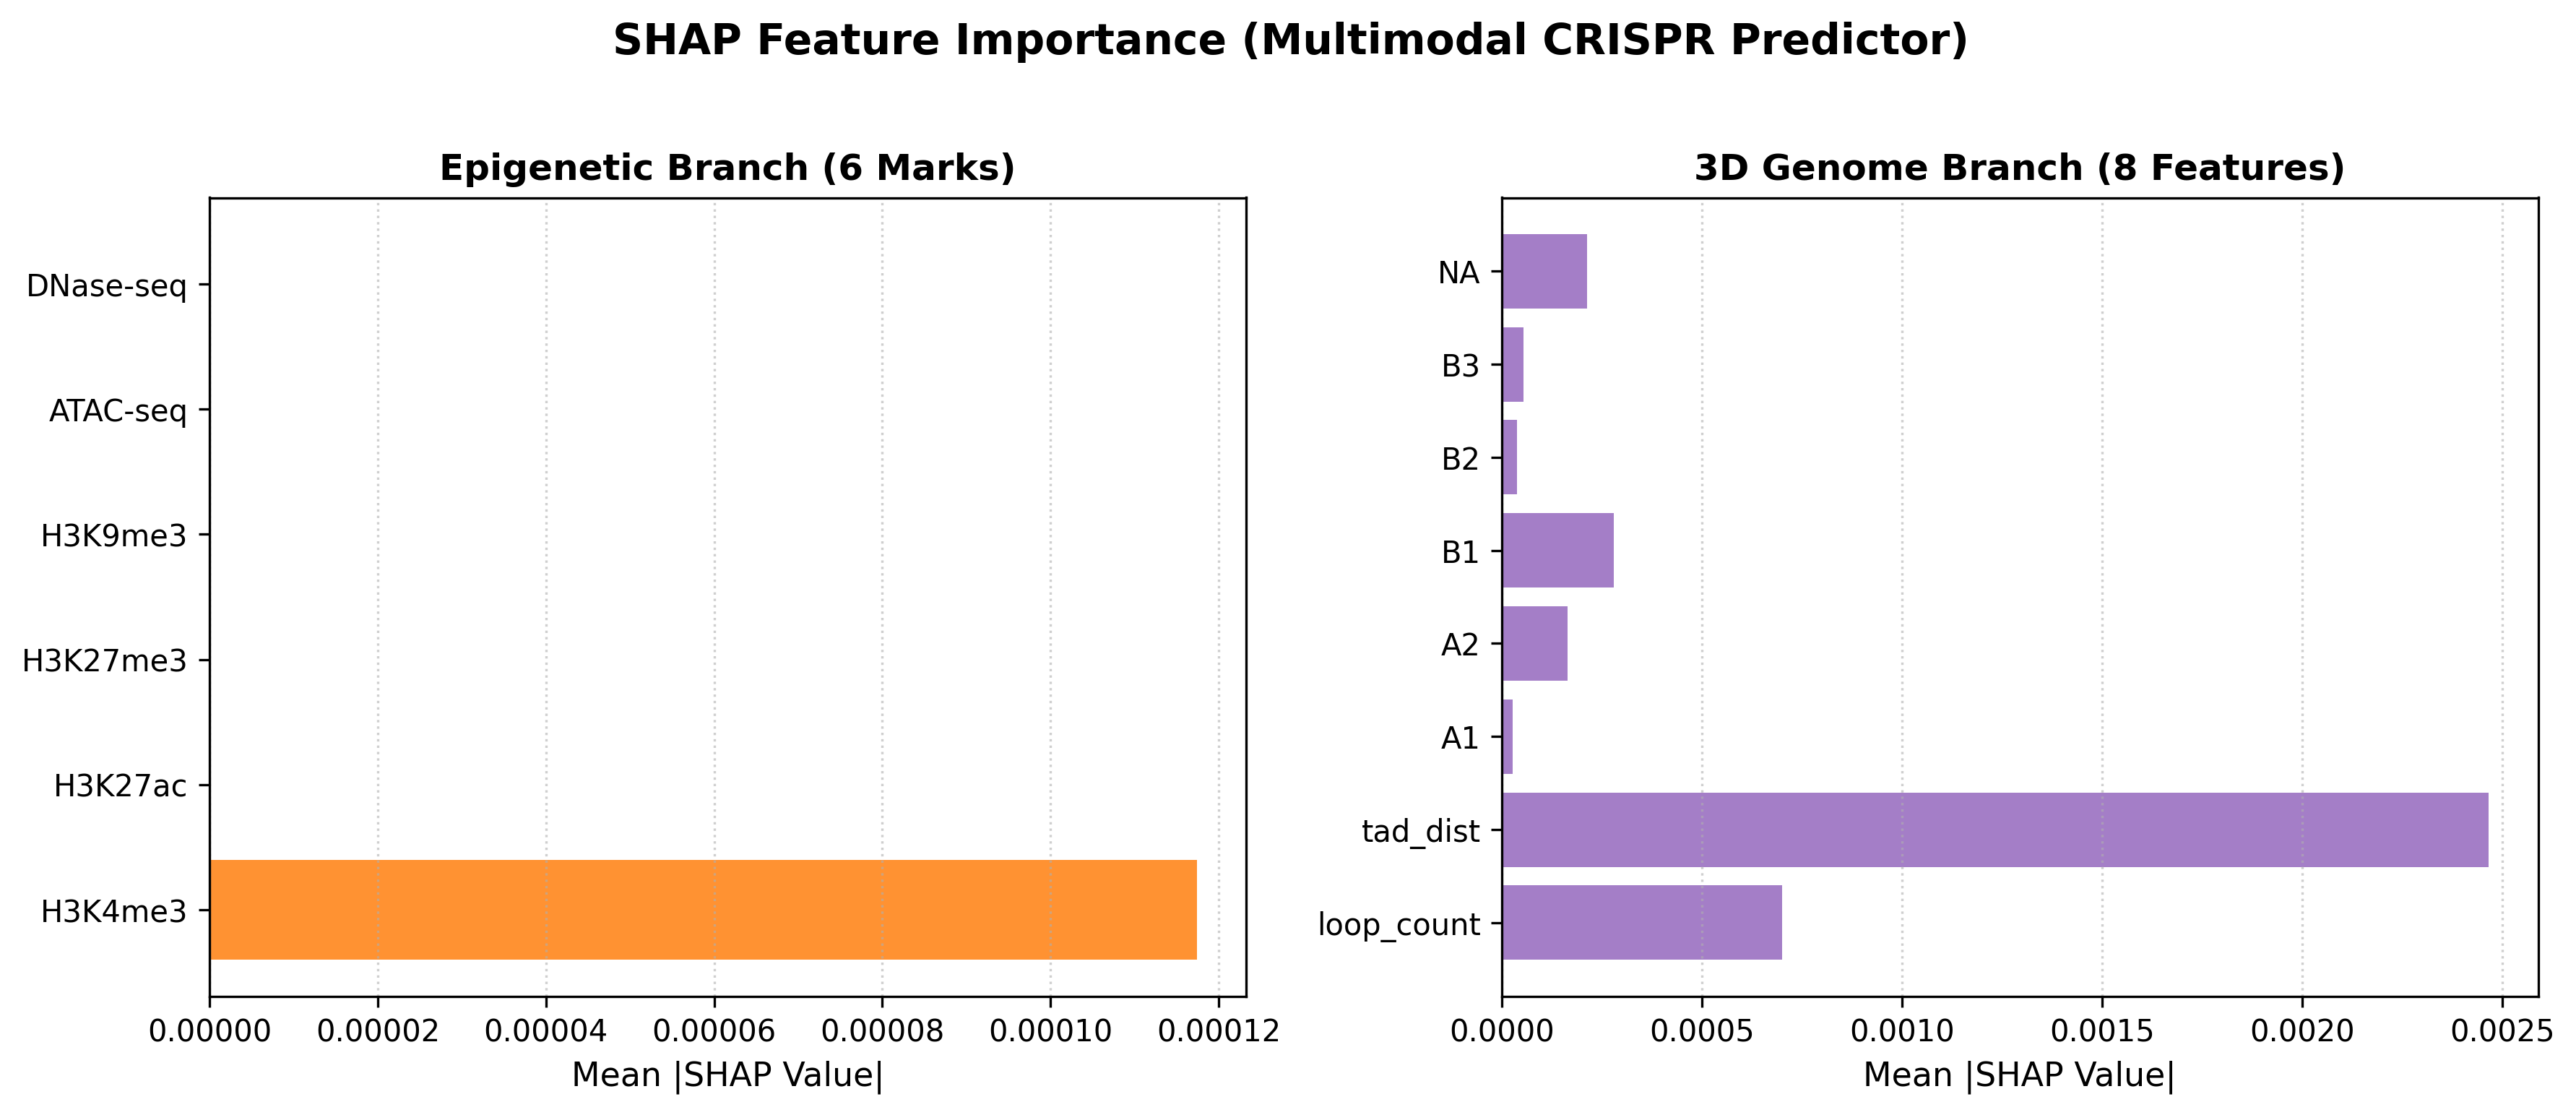 SHAP Feature Importance (Multimodal CRISPR Predictor)
Epigenetic Branch (6 Marks)
DNase-seq
ATAC-seq
H3K9me3
H3K27me3
H3K27ac
H3K4me3
0.00000 0.00002 0.00004 0.00006 0.00008 0.00010 0.00012
Mean |SHAP Value|
3D Genome Branch (8 Features)
NA
B3
B2
B1
A2
A1
tad_dist
loop_count
0.0000 0.0005 0.0010 0.0015 0.0020 0.0025
Mean |SHAP Value|